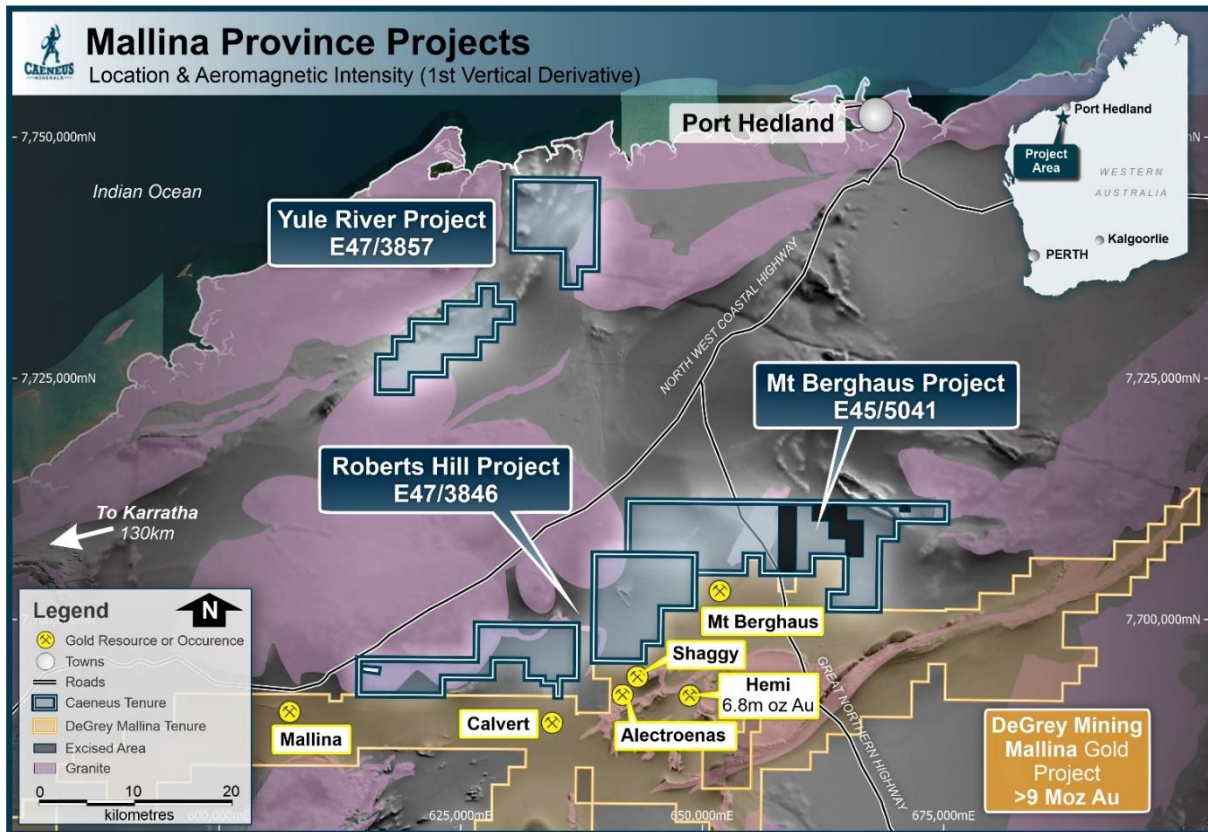 CAENEUS
MINERALS
Mallina Province Projects
Location & Aeromagnetic Intensity (1st Vertical Derivative)
Port Hedland
Port Hedland
Project
Area
WESTERN
AUSTRALIA
Kalgoorlie
PERTH
7,750,000mN
Indian Ocean
Yule River Project
E47/3857
NORTH WEST COASTAL HIGHWAY
7,725,000mN
7,725,000mN
Mt Berghaus Project
E45/5041
Roberts Hill Project
E47/3846
To Karratha
130km
Legend
N
Gold Resource or Occurence
Towns
Roads
Caeneus Tenure
DeGrey Mallina Tenure
Excised Area
Granite
0 10 20
kilometres
7,700,000mN
Mt Berghaus
Shaggy
Hemi
6.8m oz Au
Alectroenas
Calvert
Mallina
GREAT NORTHERN HIGHWAY
DeGrey Mining
Mallina Gold
Project
>9 Moz Au
625,000mE
650,000mE
675,000mE